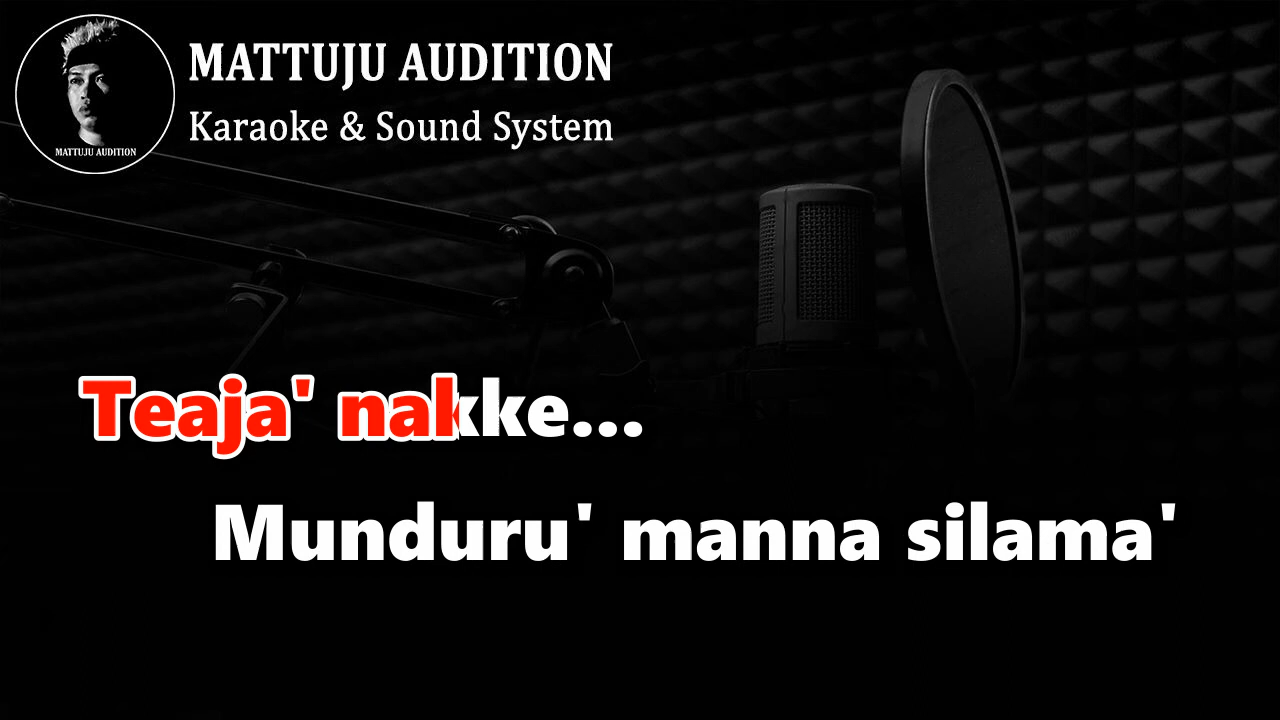 MATTUJU AUDITION
Karaoke & Sound System
MATTUJU AUDITION
Teaja' nakke...
Munduru' manna silama'